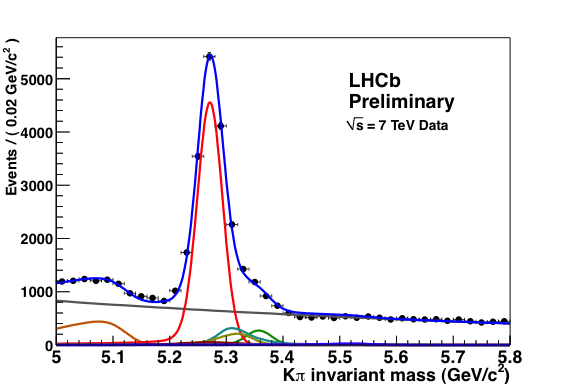 Events / ( 0.02 GeV/c² )
5000
4000
3000
2000
1000
0
LHCb
Preliminary
√s = 7 TeV Data
5 5.1 5.2 5.3 5.4 5.5 5.6 5.7 5.8
Kπ invariant mass (GeV/c²)